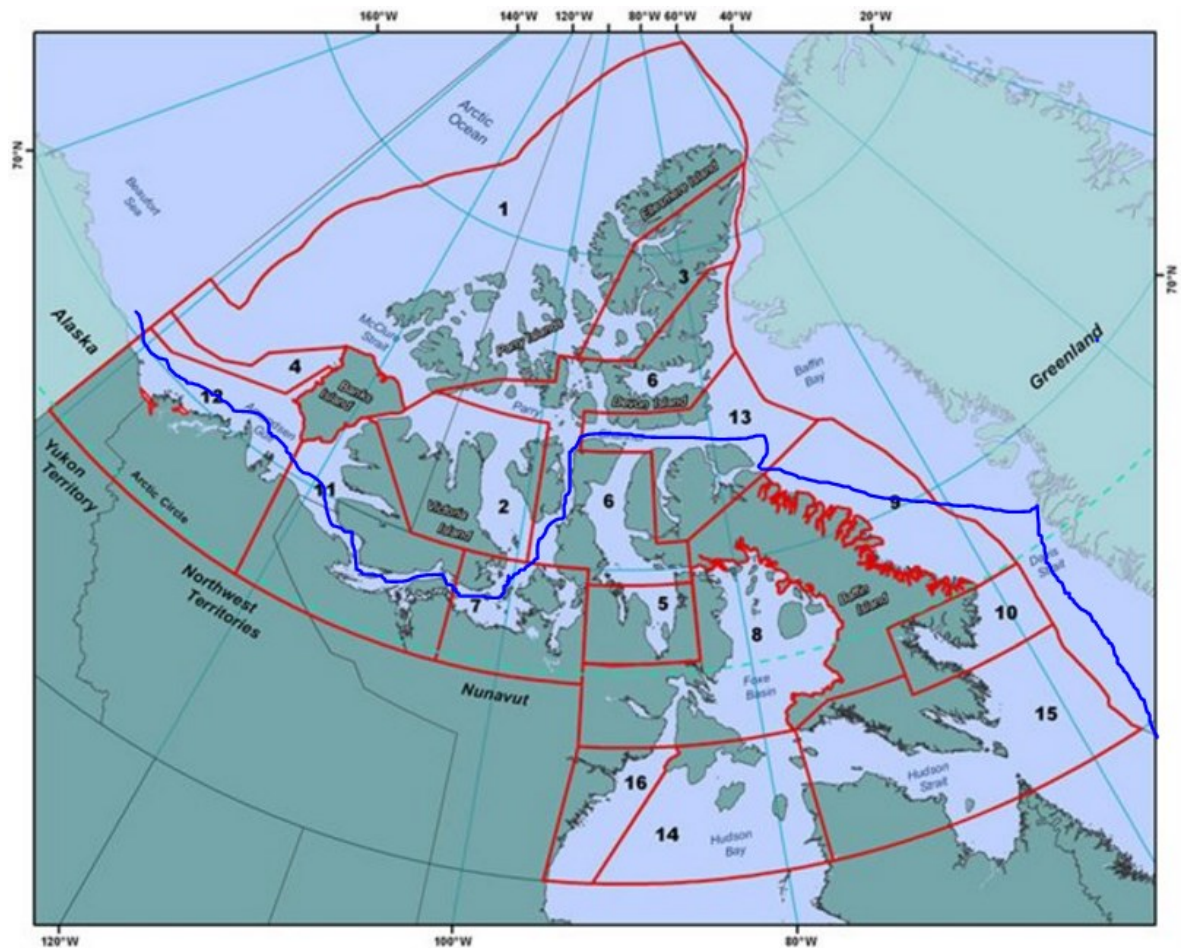 160°W
140°W
120°W
80°W
60°W
40°W
20°W
70°N
70°N
Arctic
Ocean
Beaufort
Sea
1
Ellesmere Island
3
McClure
Strait
Parry Islands
Alaska
Greenland
Baffin
Bay
4
Banks
Island
6
Devon Island
12
Amundsen
Parry
13
Yukon
Territory
Arctic Circle
11
Victoria
Island
2
6
9
Davis
Strait
Northwest
Territories
7
5
8
Baffin
Island
10
Nunavut
Foxe
Basin
15
16
14
Hudson
Bay
Hudson
Strait
120°W
100°W
80°W